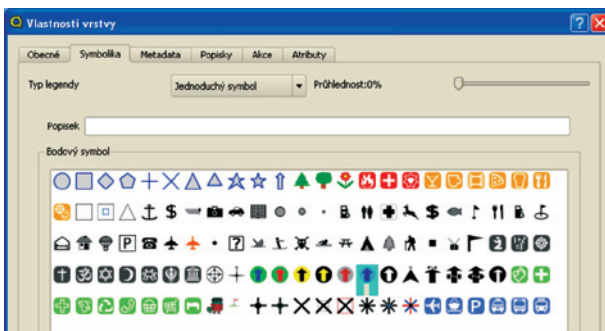 Vlastnosti vrstvy
Obecné Symbolika Metadata Popisky Akce Atributy
Typ legendy Jednoduchý symbol Průhlednost:0%
Popisek
Bodový symbol